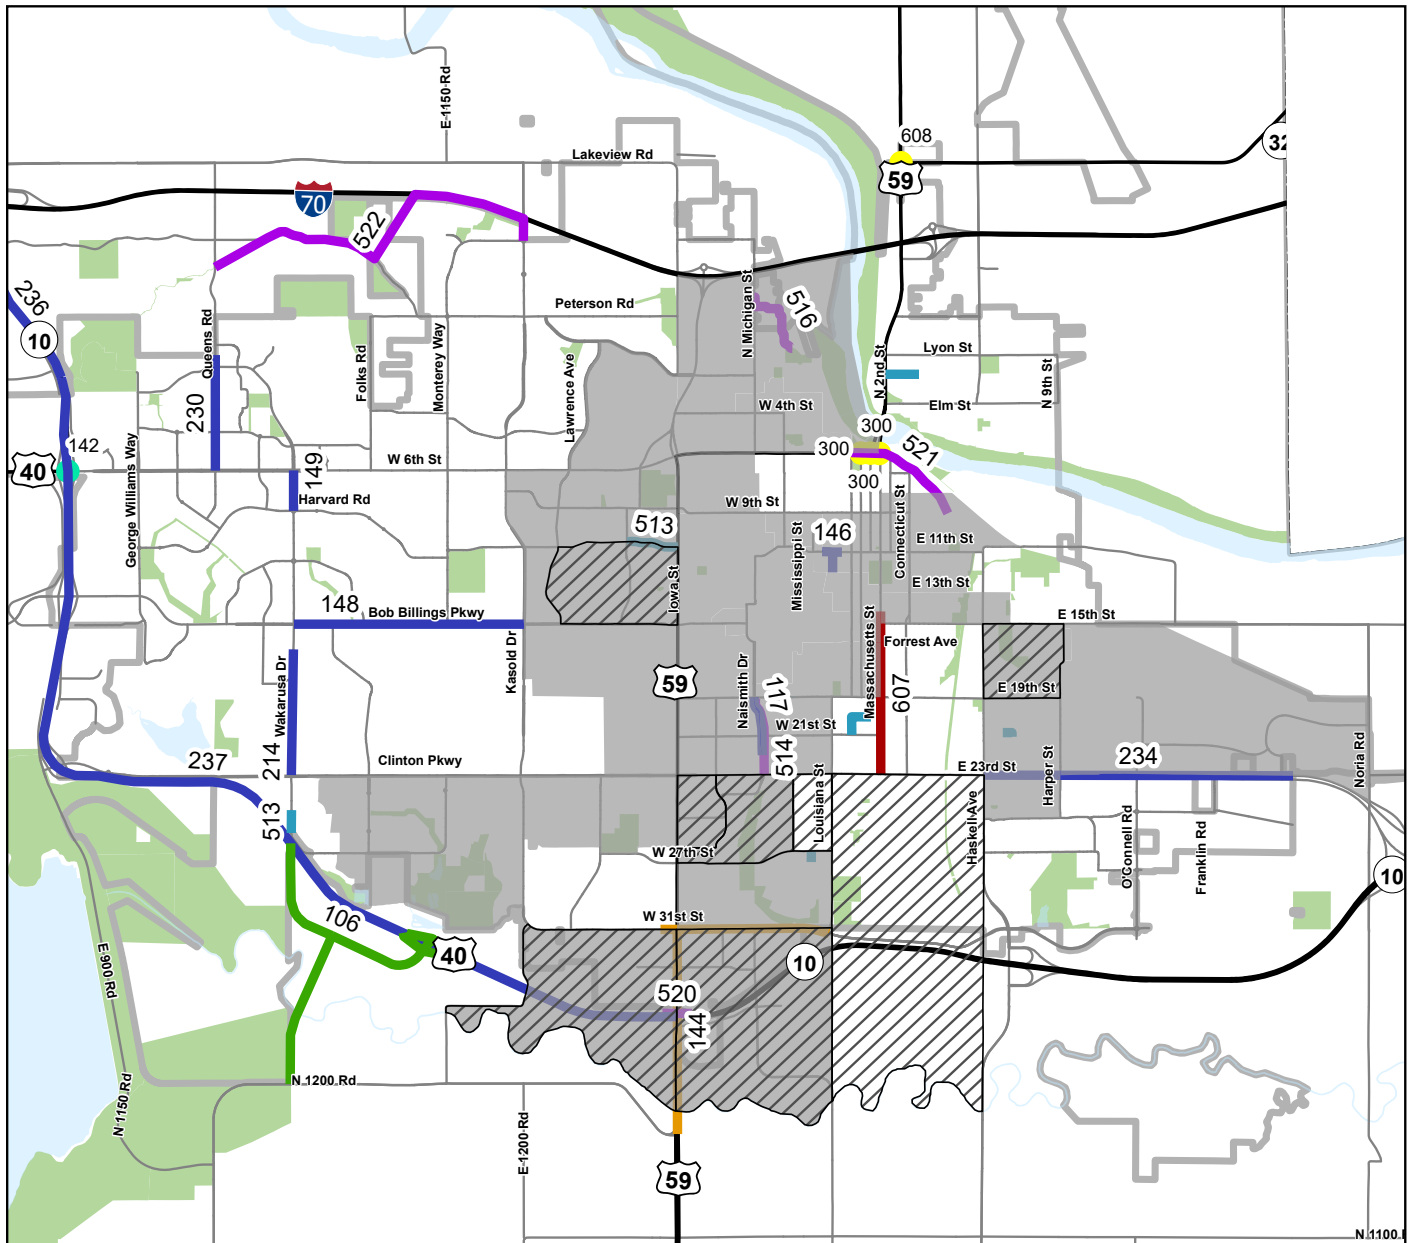 E 1150 Rd
608
32
Lakeview Rd
59
70
522
N Michigan St
Peterson Rd
516
236
10
Queens Rd
Folks Rd
Monterey Way
Lawrence Ave
N 2nd St
Lyon St
N 9th St
W 4th St
Elm St
230
142
300
40
George Williams Way
149
W 6th St
300
521
Harvard Rd
300
W 9th St
Connecticut St
513
146
E 11th St
Mississippi St
Iowa St
E 13th St
148
Bob Billings Pkwy
E 15th St
Massachusetts St
Forrest Ave
Kasold Dr
Wakarusa Dr
59
Naismith Dr
117
607
E 19th St
W 21st St
237
214
Clinton Pkwy
514
E 23rd St
234
Noria Rd
Harper St
513
Louisiana St
Haskell Ave
O'Connell Rd
Franklin Rd
W 27th St
10
106
W 31st St
40
10
E 900 Rd
520
144
N 1200 Rd
N 1150 Rd
E 1200 Rd
59
N 1100